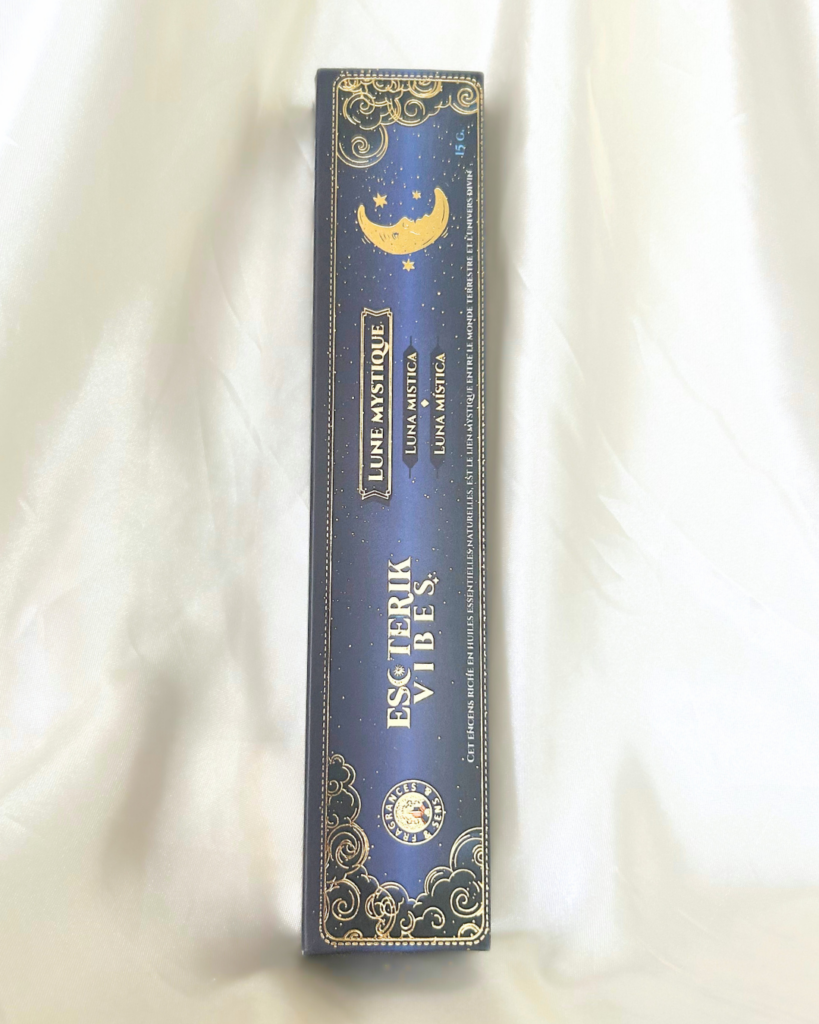 FRAGRANCES & SENS &
ESOTERIK
VIBES
LUNE MYSTIQUE
LUNA MISTICA
LUNA MÍSTICA
15 G.
CET ENCENS RICHE EN HUILES ESSENTIELLES NATURELLES, EST LE LIEN MYSTIQUE ENTRE LE MONDE TERRESTRE ET L'UNIVERS DIVIN